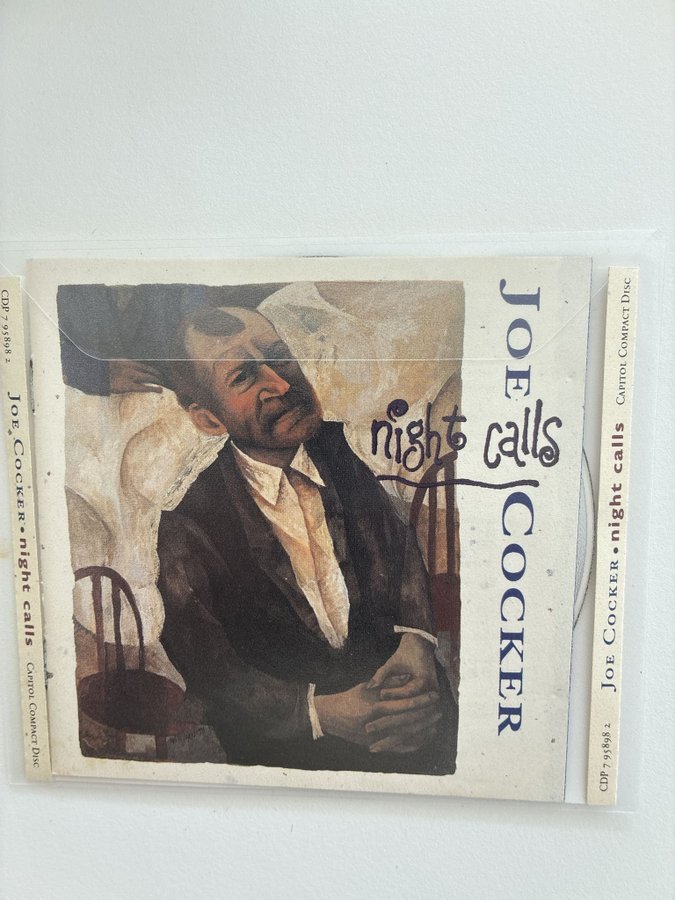 JOE COCKER
night calls
CDP 7 95898 2 JOE COCKER • night calls CAPITOL COMPACT DISC
CDP 7 95898 2 JOE COCKER • night calls CAPITOL COMPACT DISC